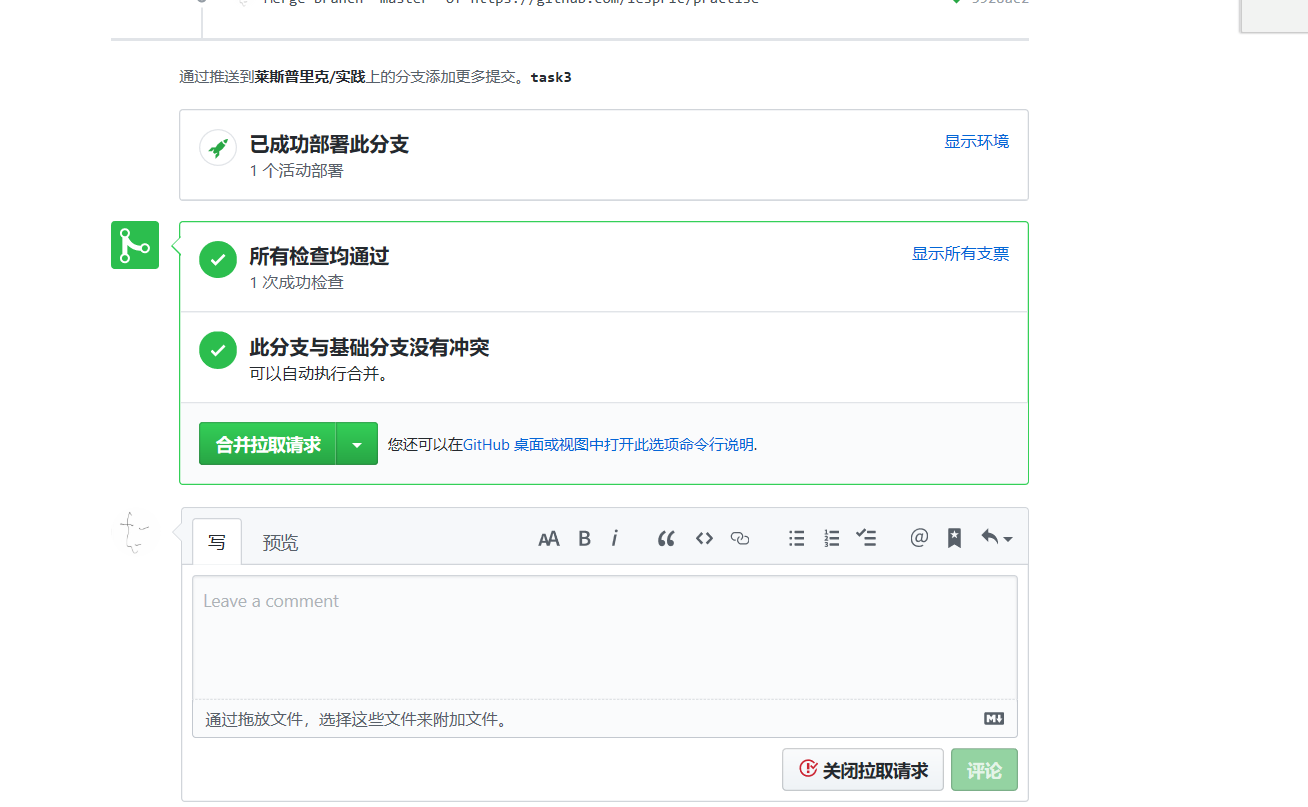 通过推送到莱斯普里克/实践上的分支添加更多提交。task3
已成功部署此分支
显示环境
1 个活动部署
所有检查均通过
显示所有支票
1 次成功检查
此分支与基础分支没有冲突
可以自动执行合并。
合并拉取请求
您还可以在GitHub 桌面或视图中打开此选项命令行说明.
写
预览
Leave a comment
通过拖放文件，选择这些文件来附加文件。
关闭拉取请求
评论